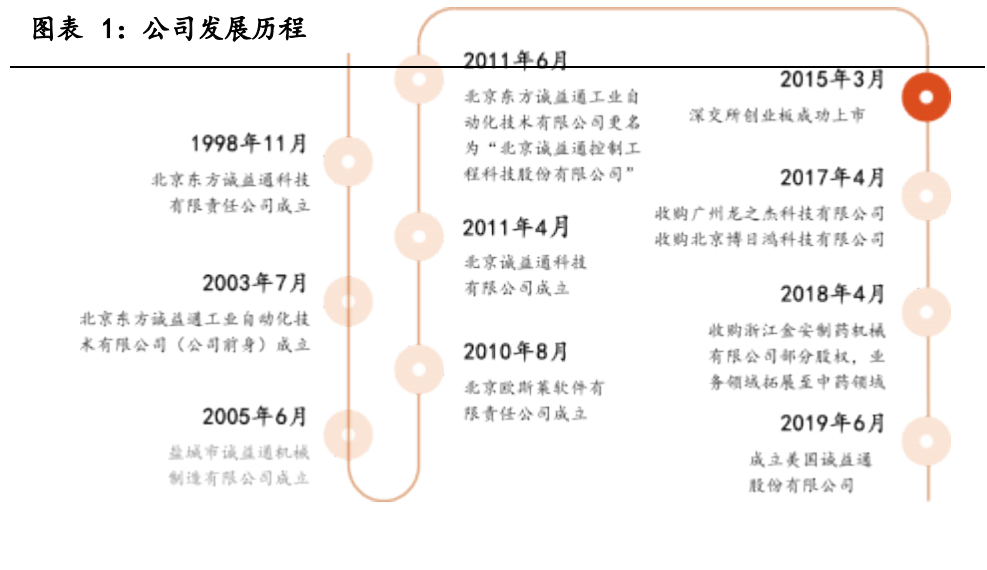 图表 1：公司发展历程
1998年11月
北京东方诚益通科技
有限责任公司成立
2003年7月
北京东方诚益通工业自动化技
术有限公司（公司前身）成立
2005年6月
盐城市诚益通机械
制造有限公司成立
2011年6月
北京东方诚益通工业自
动化技术有限公司更名
为“北京诚益通控制工
程科技股份有限公司”
2011年4月
北京诚益通科技
有限公司成立
2010年8月
北京欧斯莱软件有
限责任公司成立
2015年3月
深交所创业板成功上市
2017年4月
收购广州龙之杰科技有限公司
收购北京博日鸿科技有限公司
2018年4月
收购浙江金安制药机械
有限公司部分股权，业
务领域拓展至中药领域
2019年6月
成立美国诚益通
股份有限公司